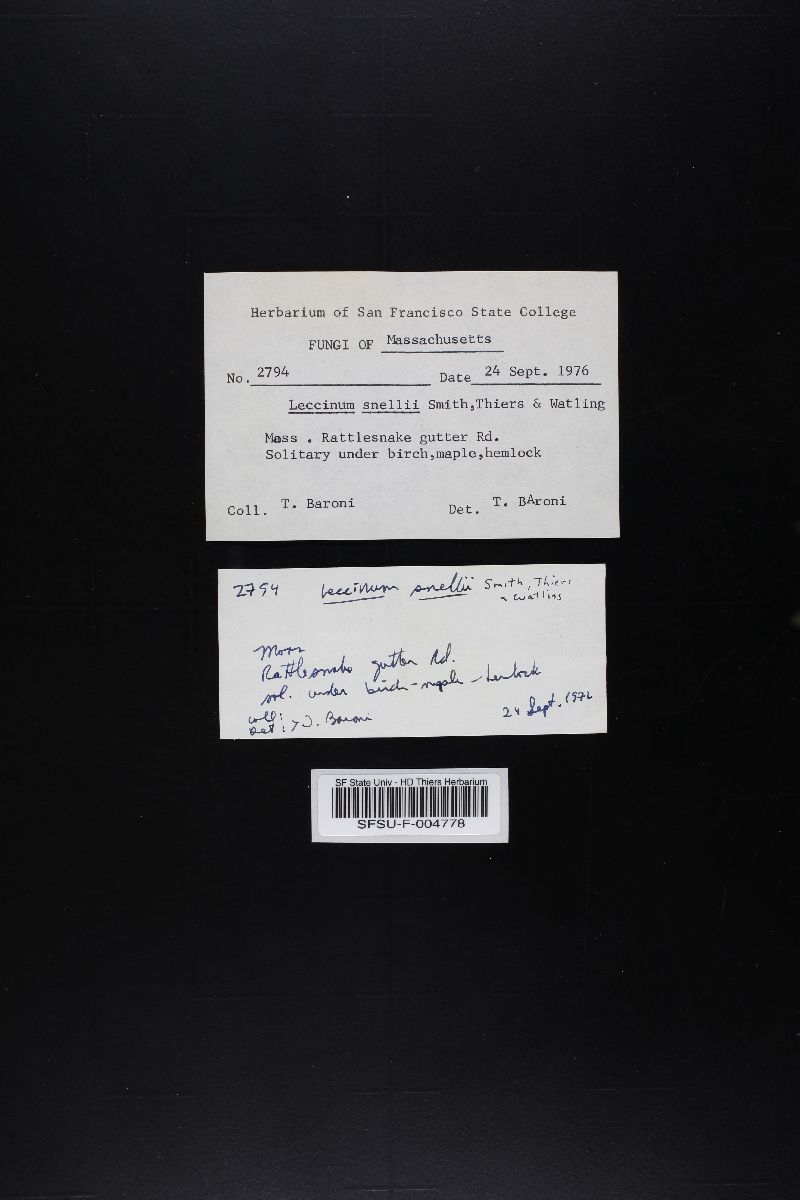 Herbarium of San Francisco State College
FUNGI OF Massachusetts
No. 2794 Date 24 Sept. 1976
Leccinum snellii Smith,Thiers & Watling
Mass . Rattlesnake gutter Rd.
Solitary under birch,maple,hemlock
Coll. T. Baroni Det. T. BAroni
2794 Leccinum snellii Smith, Thiers
& Watling
Mass
Rattlesnake gutter Rd.
sol. under birch-maple-hemlock
coll:
Det: > T. Baroni 24 Sept.
SF State Univ - HD Thiers Herbarium
SFSU-F-004778